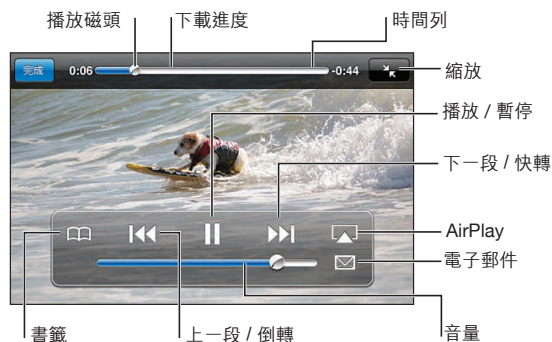 播放磁頭
下載進度
時間列
完成
0:06
-0:44
縮放
播放 / 暫停
下一段 / 快轉
AirPlay
電子郵件
書籤
上一段 / 倒轉
音量